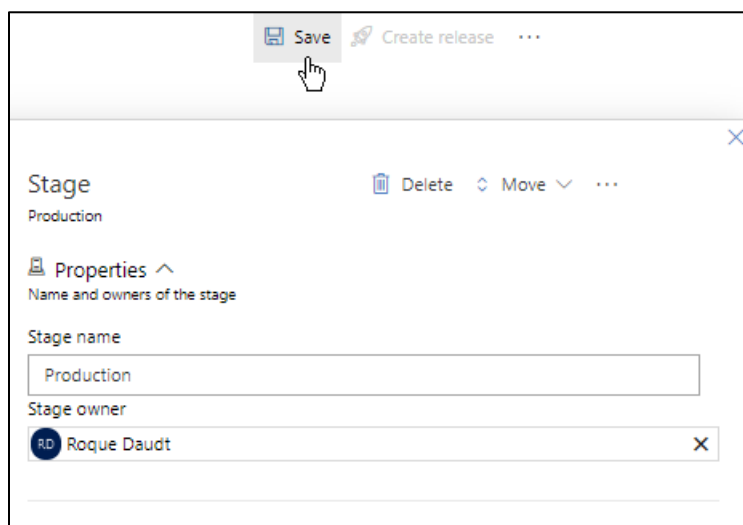 Save Create release ...
Stage Delete Move ...
Production
Properties
Name and owners of the stage
Stage name
Production
Stage owner
RD Roque Daudt